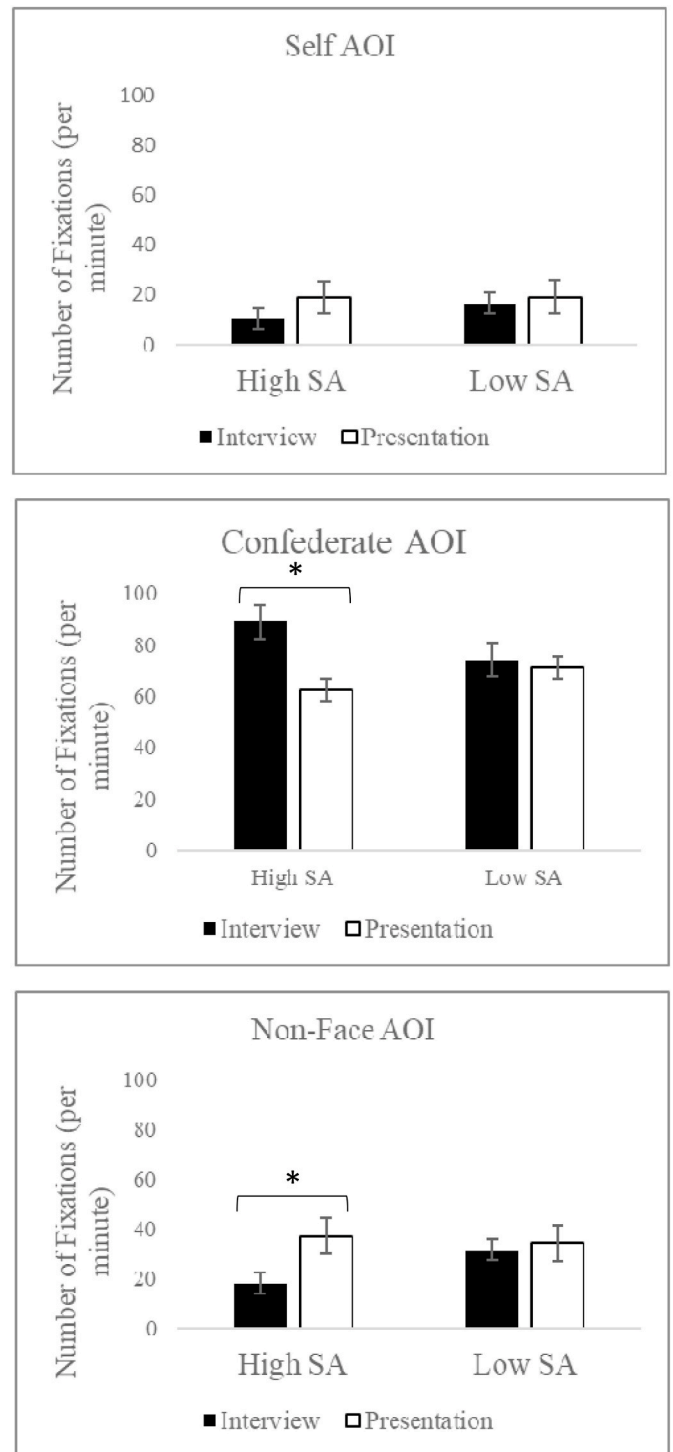 Self AOI
Number of Fixations (per
minute)
100
80
60
40
20
0
High SA
Low SA
Interview
Presentation
Confederate AOI
*
Number of Fixations (per
minute)
100
80
60
40
20
0
High SA
Low SA
Interview
Presentation
Non-Face AOI
*
Number of Fixations (per
minute)
100
80
60
40
20
0
High SA
Low SA
Interview
Presentation